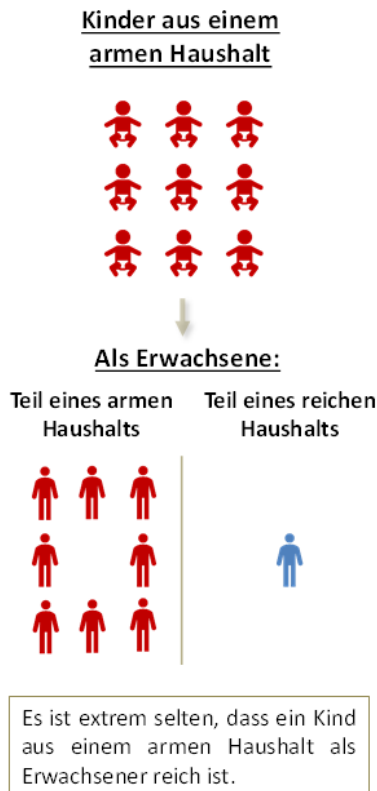 Kinder aus einem
armen Haushalt
Als Erwachsene:
Teil eines armen
Haushalts
Teil eines reichen
Haushalts
Es ist extrem selten, dass ein Kind
aus einem armen Haushalt als
Erwachsener reich ist.